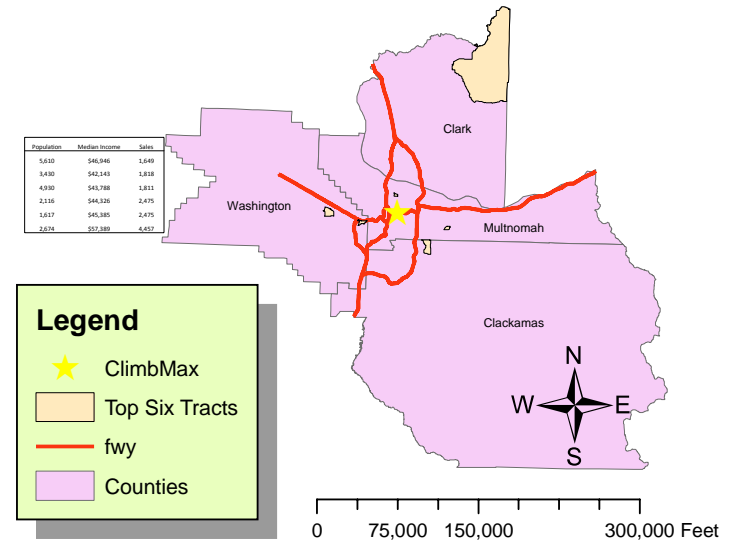 Clark
Population Median Income Sales
5,610 $46,946 1,649
3,430 $42,143 1,818
4,930 $43,788 1,811
2,116 $44,326 2,475
1,617 $45,385 2,475
2,674 $57,389 4,457
Washington
Multnomah
Clackamas
Legend
ClimbMax
Top Six Tracts
fwy
Counties
N
W E
S
0 75,000 150,000 300,000 Feet